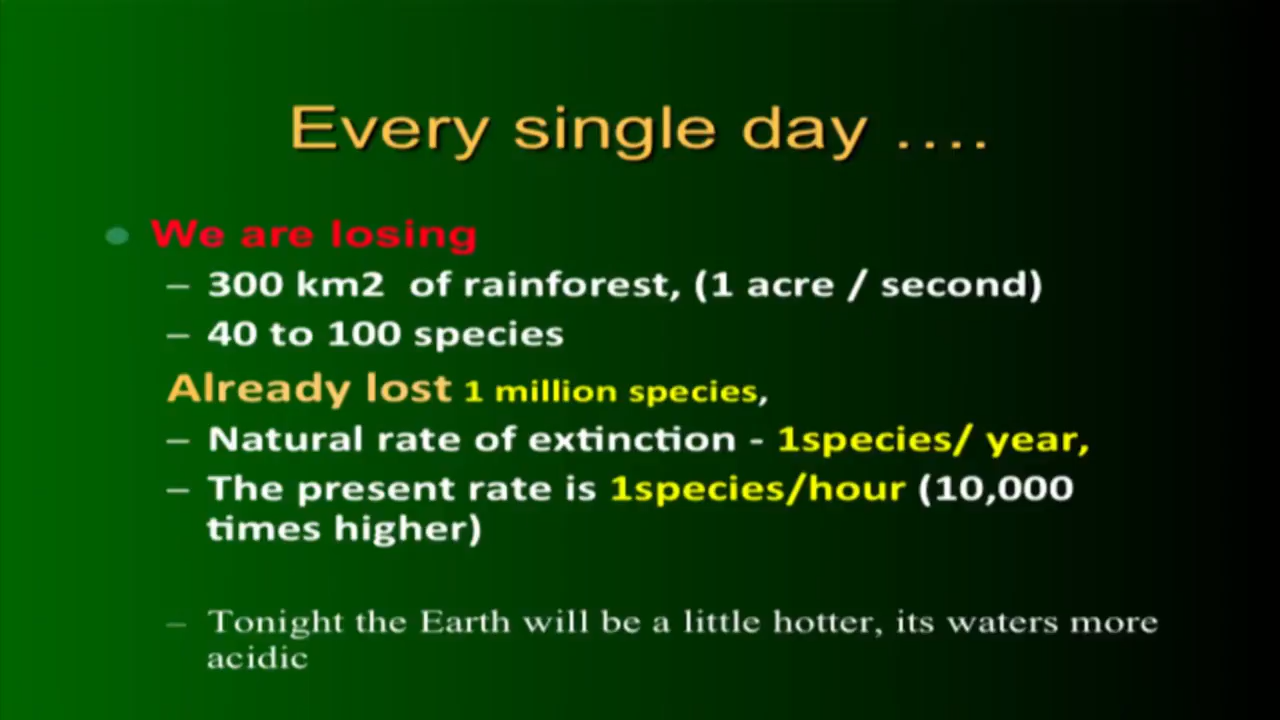 Every single day ....
We are losing
– 300 km2 of rainforest, (1 acre / second)
– 40 to 100 species
Already lost 1 million species,
– Natural rate of extinction - 1species/ year,
– The present rate is 1species/hour (10,000
times higher)
– Tonight the Earth will be a little hotter, its waters more
acidic